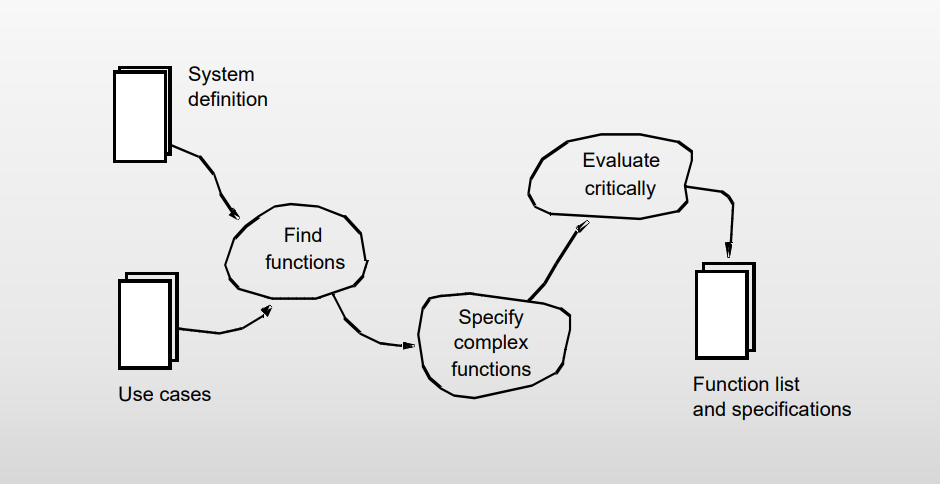 System
definition
Find
functions
Use cases
Specify
complex
functions
Evaluate
critically
Function list
and specifications